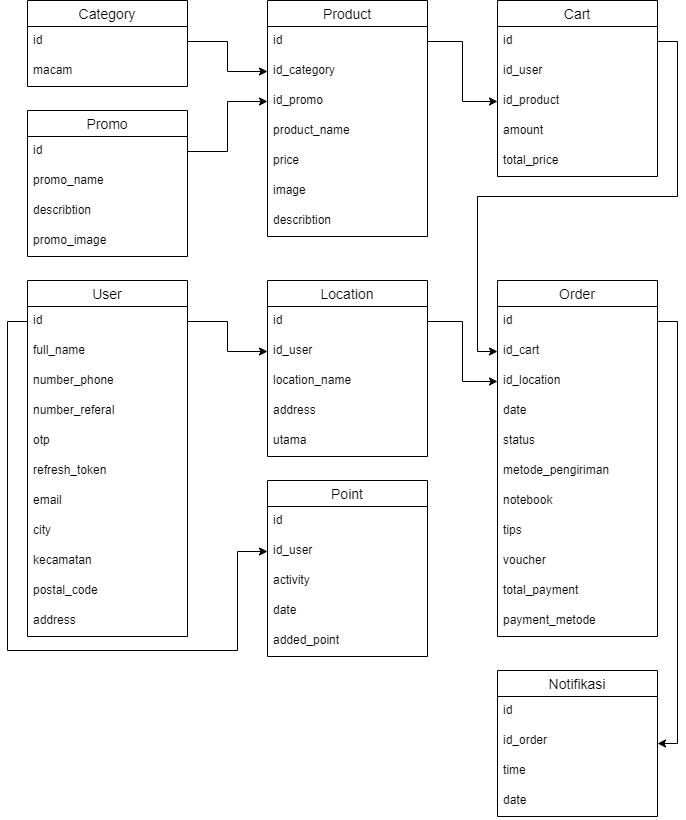 Category
id
macam
Promo
id
promo_name
describtion
promo_image
Product
id
id_category
id_promo
product_name
price
image
describtion
Cart
id
id_user
id_product
amount
total_price
User
id
full_name
number_phone
number_referal
otp
refresh_token
email
city
kecamatan
postal_code
address
Location
id
id_user
location_name
address
utama
Point
id
id_user
activity
date
added_point
Order
id
id_cart
id_location
date
status
metode_pengiriman
notebook
tips
voucher
total_payment
payment_metode
Notifikasi
id
id_order
time
date